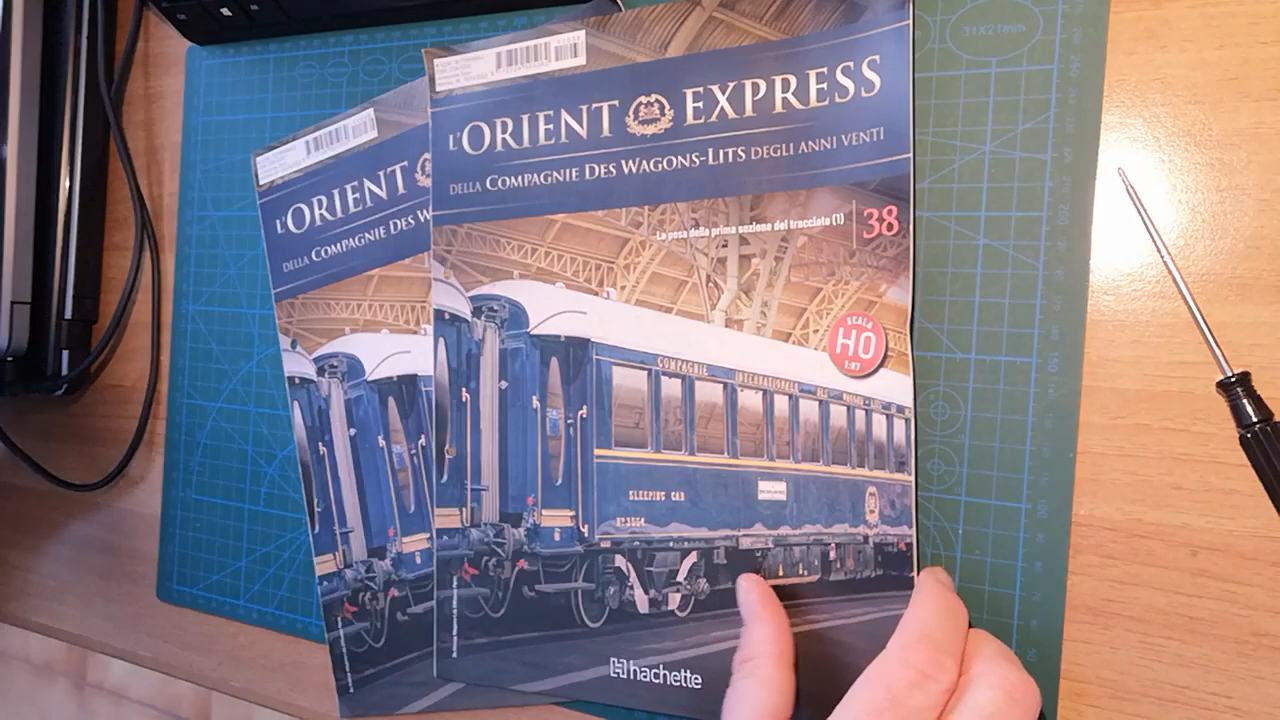 L'ORIENT EXPRESS
DELLA COMPAGNIE DES WAGONS-LITS DEGLI ANNI VENTI
La posa della prima sezione del tracciato (1)
38
SCALA
H0
1:87
COMPAGNIE INTERNATIONALE DES WAGONS-LITS
SLEEPING CAR
hachette
L'ORIENT
DELLA COMPAGNIE DES W
31X21mm